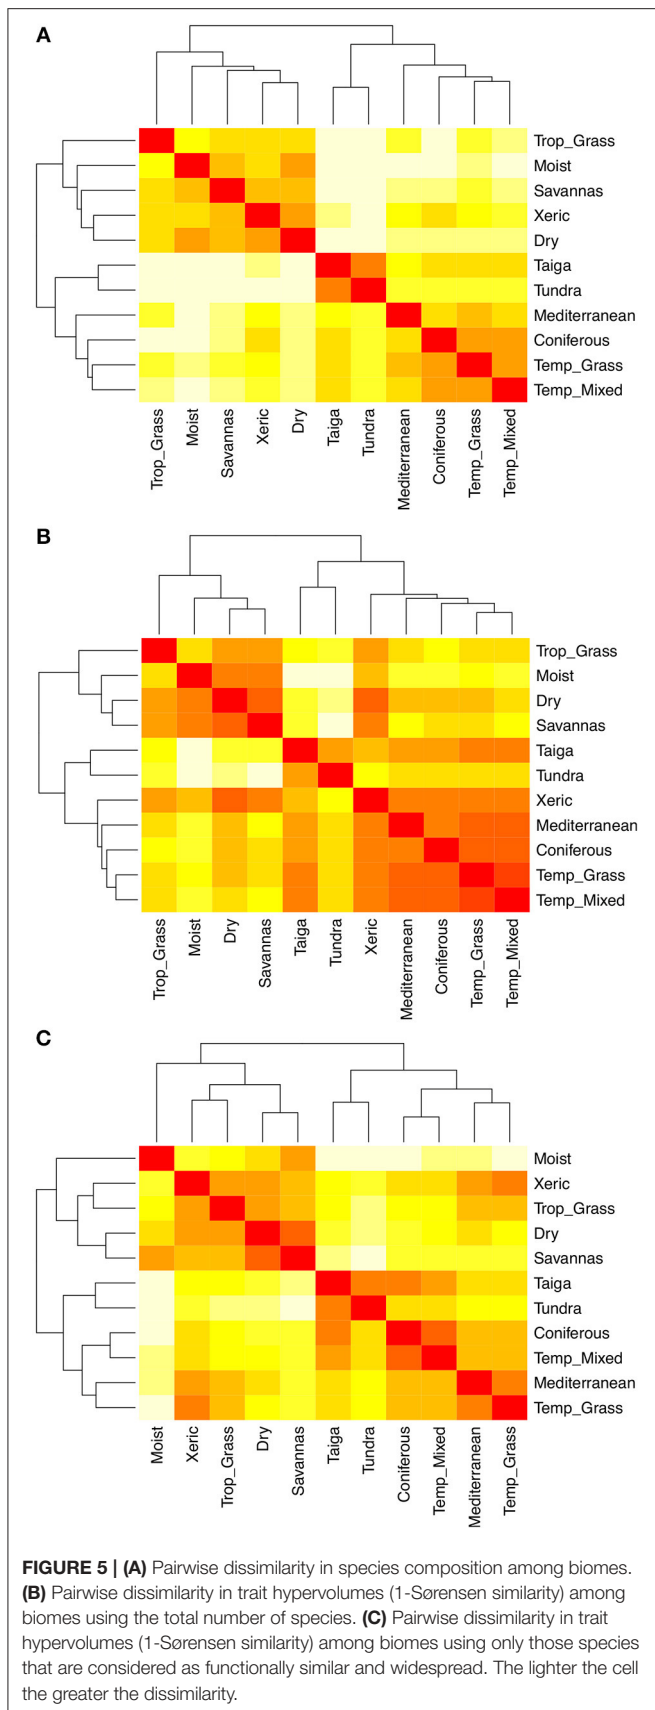 A
Trop_Grass
Moist
Savannas
Xeric
Dry
Taiga
Tundra
Mediterranean
Coniferous
Temp_Grass
Temp_Mixed
Trop_Grass
Moist
Savannas
Xeric
Dry
Taiga
Tundra
Mediterranean
Coniferous
Temp_Grass
Temp_Mixed
B
Trop_Grass
Moist
Dry
Savannas
Taiga
Tundra
Xeric
Mediterranean
Coniferous
Temp_Grass
Temp_Mixed
Trop_Grass
Moist
Dry
Savannas
Taiga
Tundra
Xeric
Mediterranean
Coniferous
Temp_Grass
Temp_Mixed
C
Moist
Xeric
Trop_Grass
Dry
Savannas
Taiga
Tundra
Coniferous
Temp_Mixed
Mediterranean
Temp_Grass
Moist
Xeric
Trop_Grass
Dry
Savannas
Taiga
Tundra
Coniferous
Temp_Mixed
Mediterranean
Temp_Grass
FIGURE 5 | (A) Pairwise dissimilarity in species composition among biomes.
(B) Pairwise dissimilarity in trait hypervolumes (1-Sørensen similarity) among
biomes using the total number of species. (C) Pairwise dissimilarity in trait
hypervolumes (1-Sørensen similarity) among biomes using only those species
that are considered as functionally similar and widespread. The lighter the cell
the greater the dissimilarity.